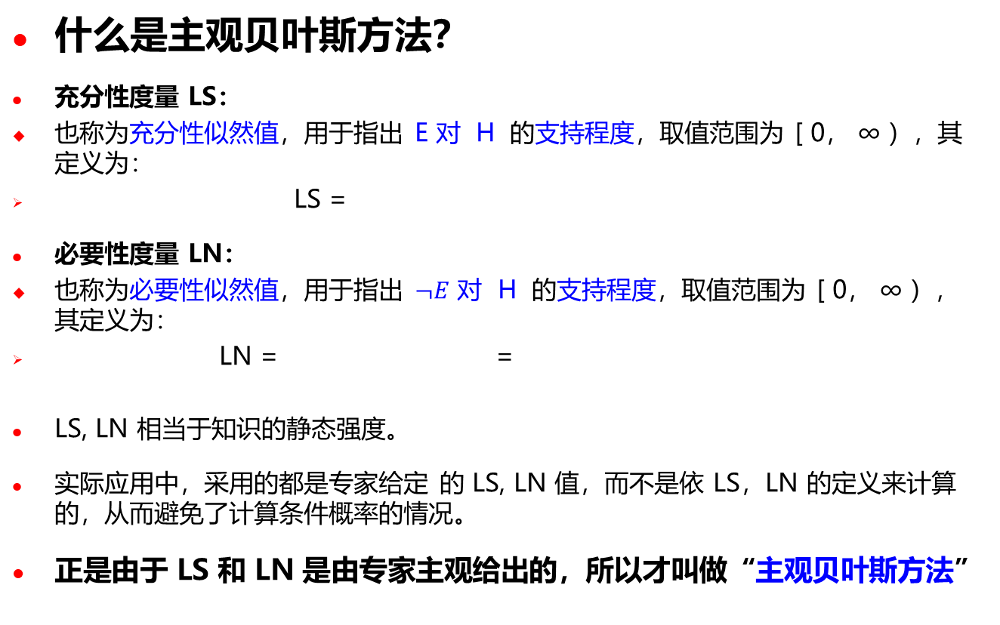 什么是主观贝叶斯方法？
充分性度量 LS：
也称为充分性似然值，用于指出 E 对 H 的支持程度，取值范围为［0， ∞），其
定义为：
LS =
必要性度量 LN：
也称为必要性似然值，用于指出 ¬E 对 H 的支持程度，取值范围为［0， ∞），
其定义为：
LN = =
LS, LN 相当于知识的静态强度。
实际应用中，采用的都是专家给定 的 LS, LN 值，而不是依 LS，LN 的定义来计算
的，从而避免了计算条件概率的情况。
正是由于 LS 和 LN 是由专家主观给出的，所以才叫做“主观贝叶斯方法”